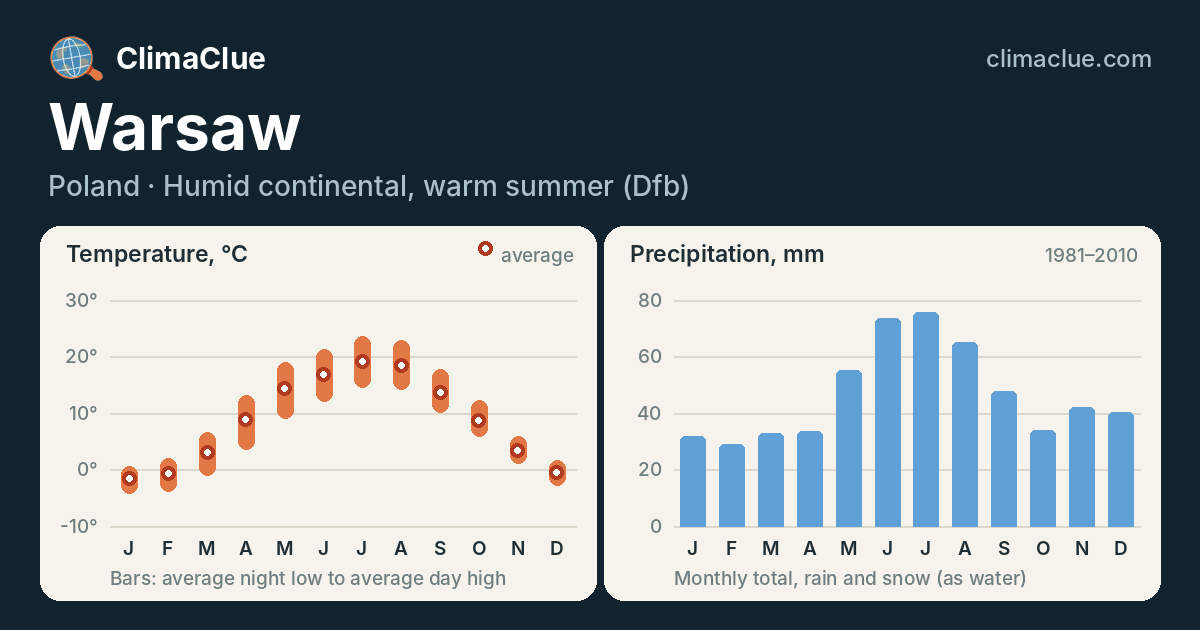 ClimaClue
climaclue.com
Warsaw
Poland · Humid continental, warm summer (Dfb)
Temperature, °C
average
30°
20°
10°
0°
-10°
J F M A M J J A S O N D
Bars: average night low to average day high
Precipitation, mm
1981–2010
80
60
40
20
0
J F M A M J J A S O N D
Monthly total, rain and snow (as water)